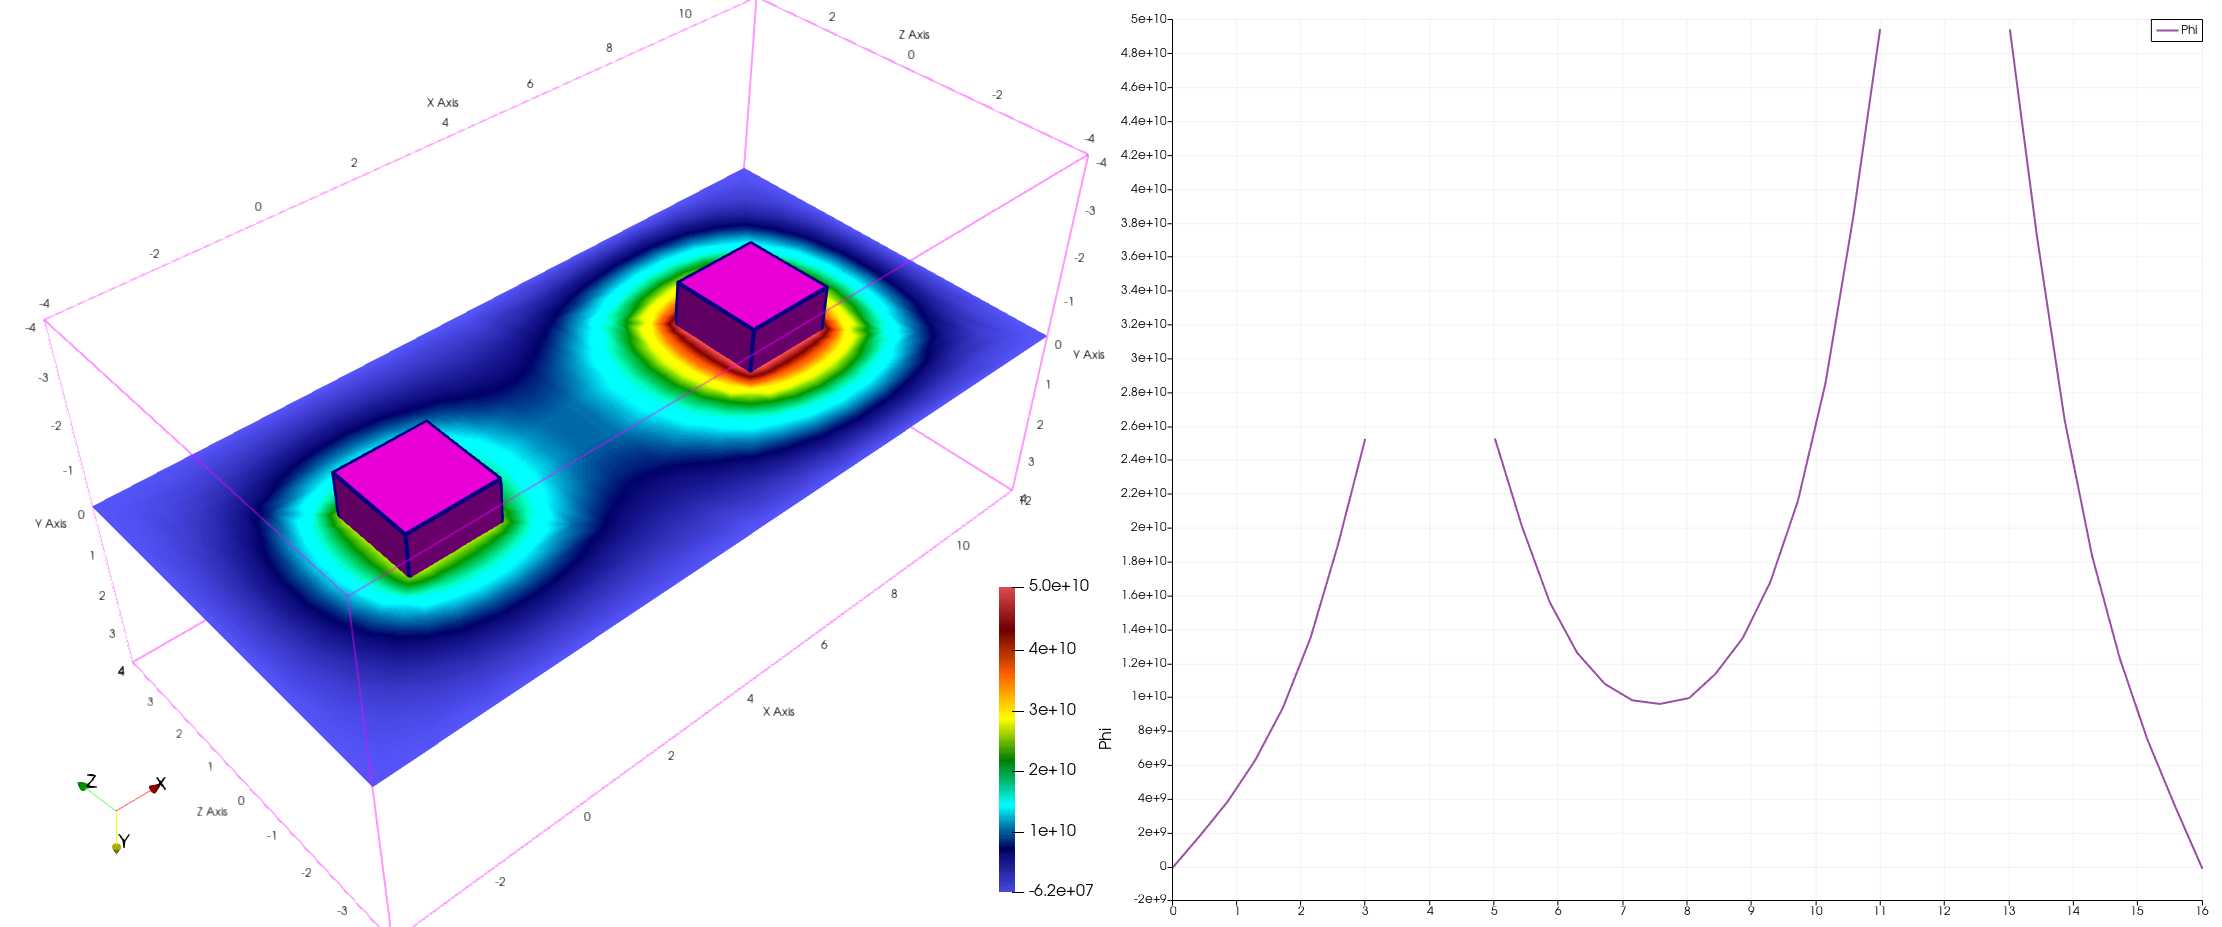 10
8
6
X Axis
4
2
0
-2
-4
2
Z Axis
0
-2
-4
-4
-3
-2
-1
0
Y Axis
1
2
3
-4
-3
-2
-1
0
Y Axis
1
2
3
4
3
2
1
0
Z Axis
-1
-2
-3
12
10
8
6
4
X Axis
2
0
-2
Z
X
Y
5.0e+10
4e+10
3e+10
2e+10
1e+10
-6.2e+07
Phi
5e+10
4.8e+10
4.6e+10
4.4e+10
4.2e+10
4e+10
3.8e+10
3.6e+10
3.4e+10
3.2e+10
3e+10
2.8e+10
2.6e+10
2.4e+10
2.2e+10
2e+10
1.8e+10
1.6e+10
1.4e+10
1.2e+10
1e+10
8e+9
6e+9
4e+9
2e+9
0
-2e+9
Phi
0 1 2 3 4 5 6 7 8 9 10 11 12 13 14 15 16